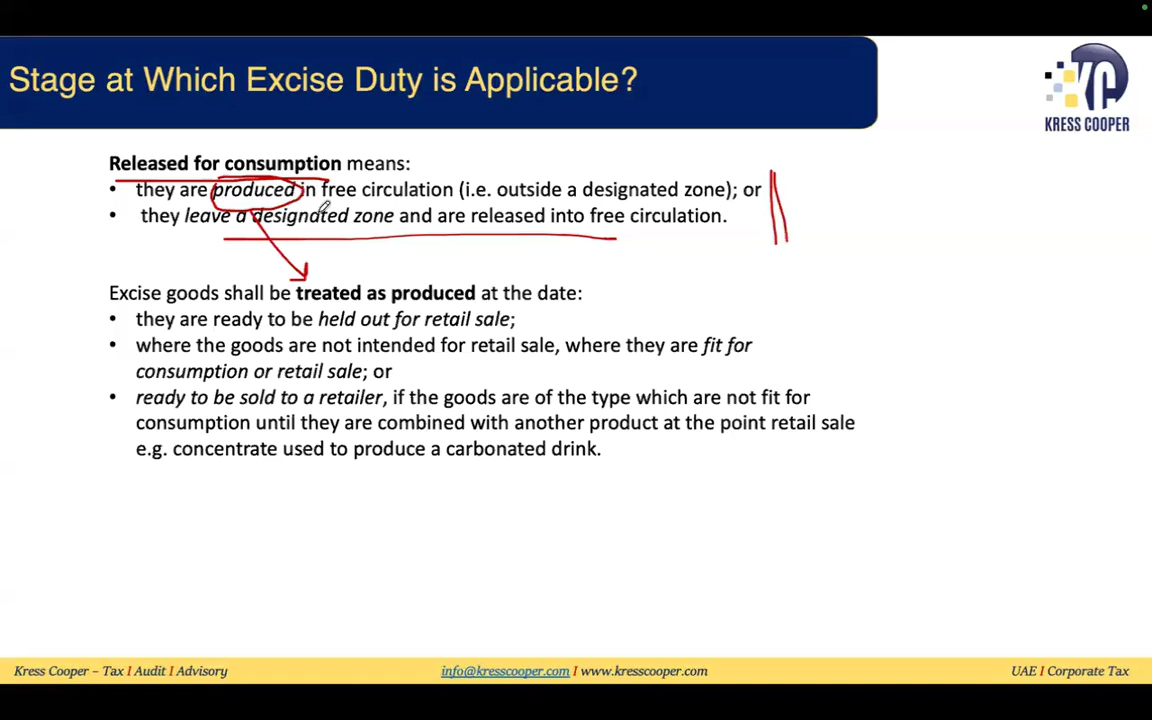 Stage at Which Excise Duty is Applicable?
KRESS COOPER
Released for consumption means:
• they are produced in free circulation (i.e. outside a designated zone); or
• they leave a designated zone and are released into free circulation.
Excise goods shall be treated as produced at the date:
• they are ready to be held out for retail sale;
• where the goods are not intended for retail sale, where they are fit for
consumption or retail sale; or
• ready to be sold to a retailer, if the goods are of the type which are not fit for
consumption until they are combined with another product at the point retail sale
e.g. concentrate used to produce a carbonated drink.
Kress Cooper – Tax I Audit I Advisory info@kresscooper.com I www.kresscooper.com UAE I Corporate Tax